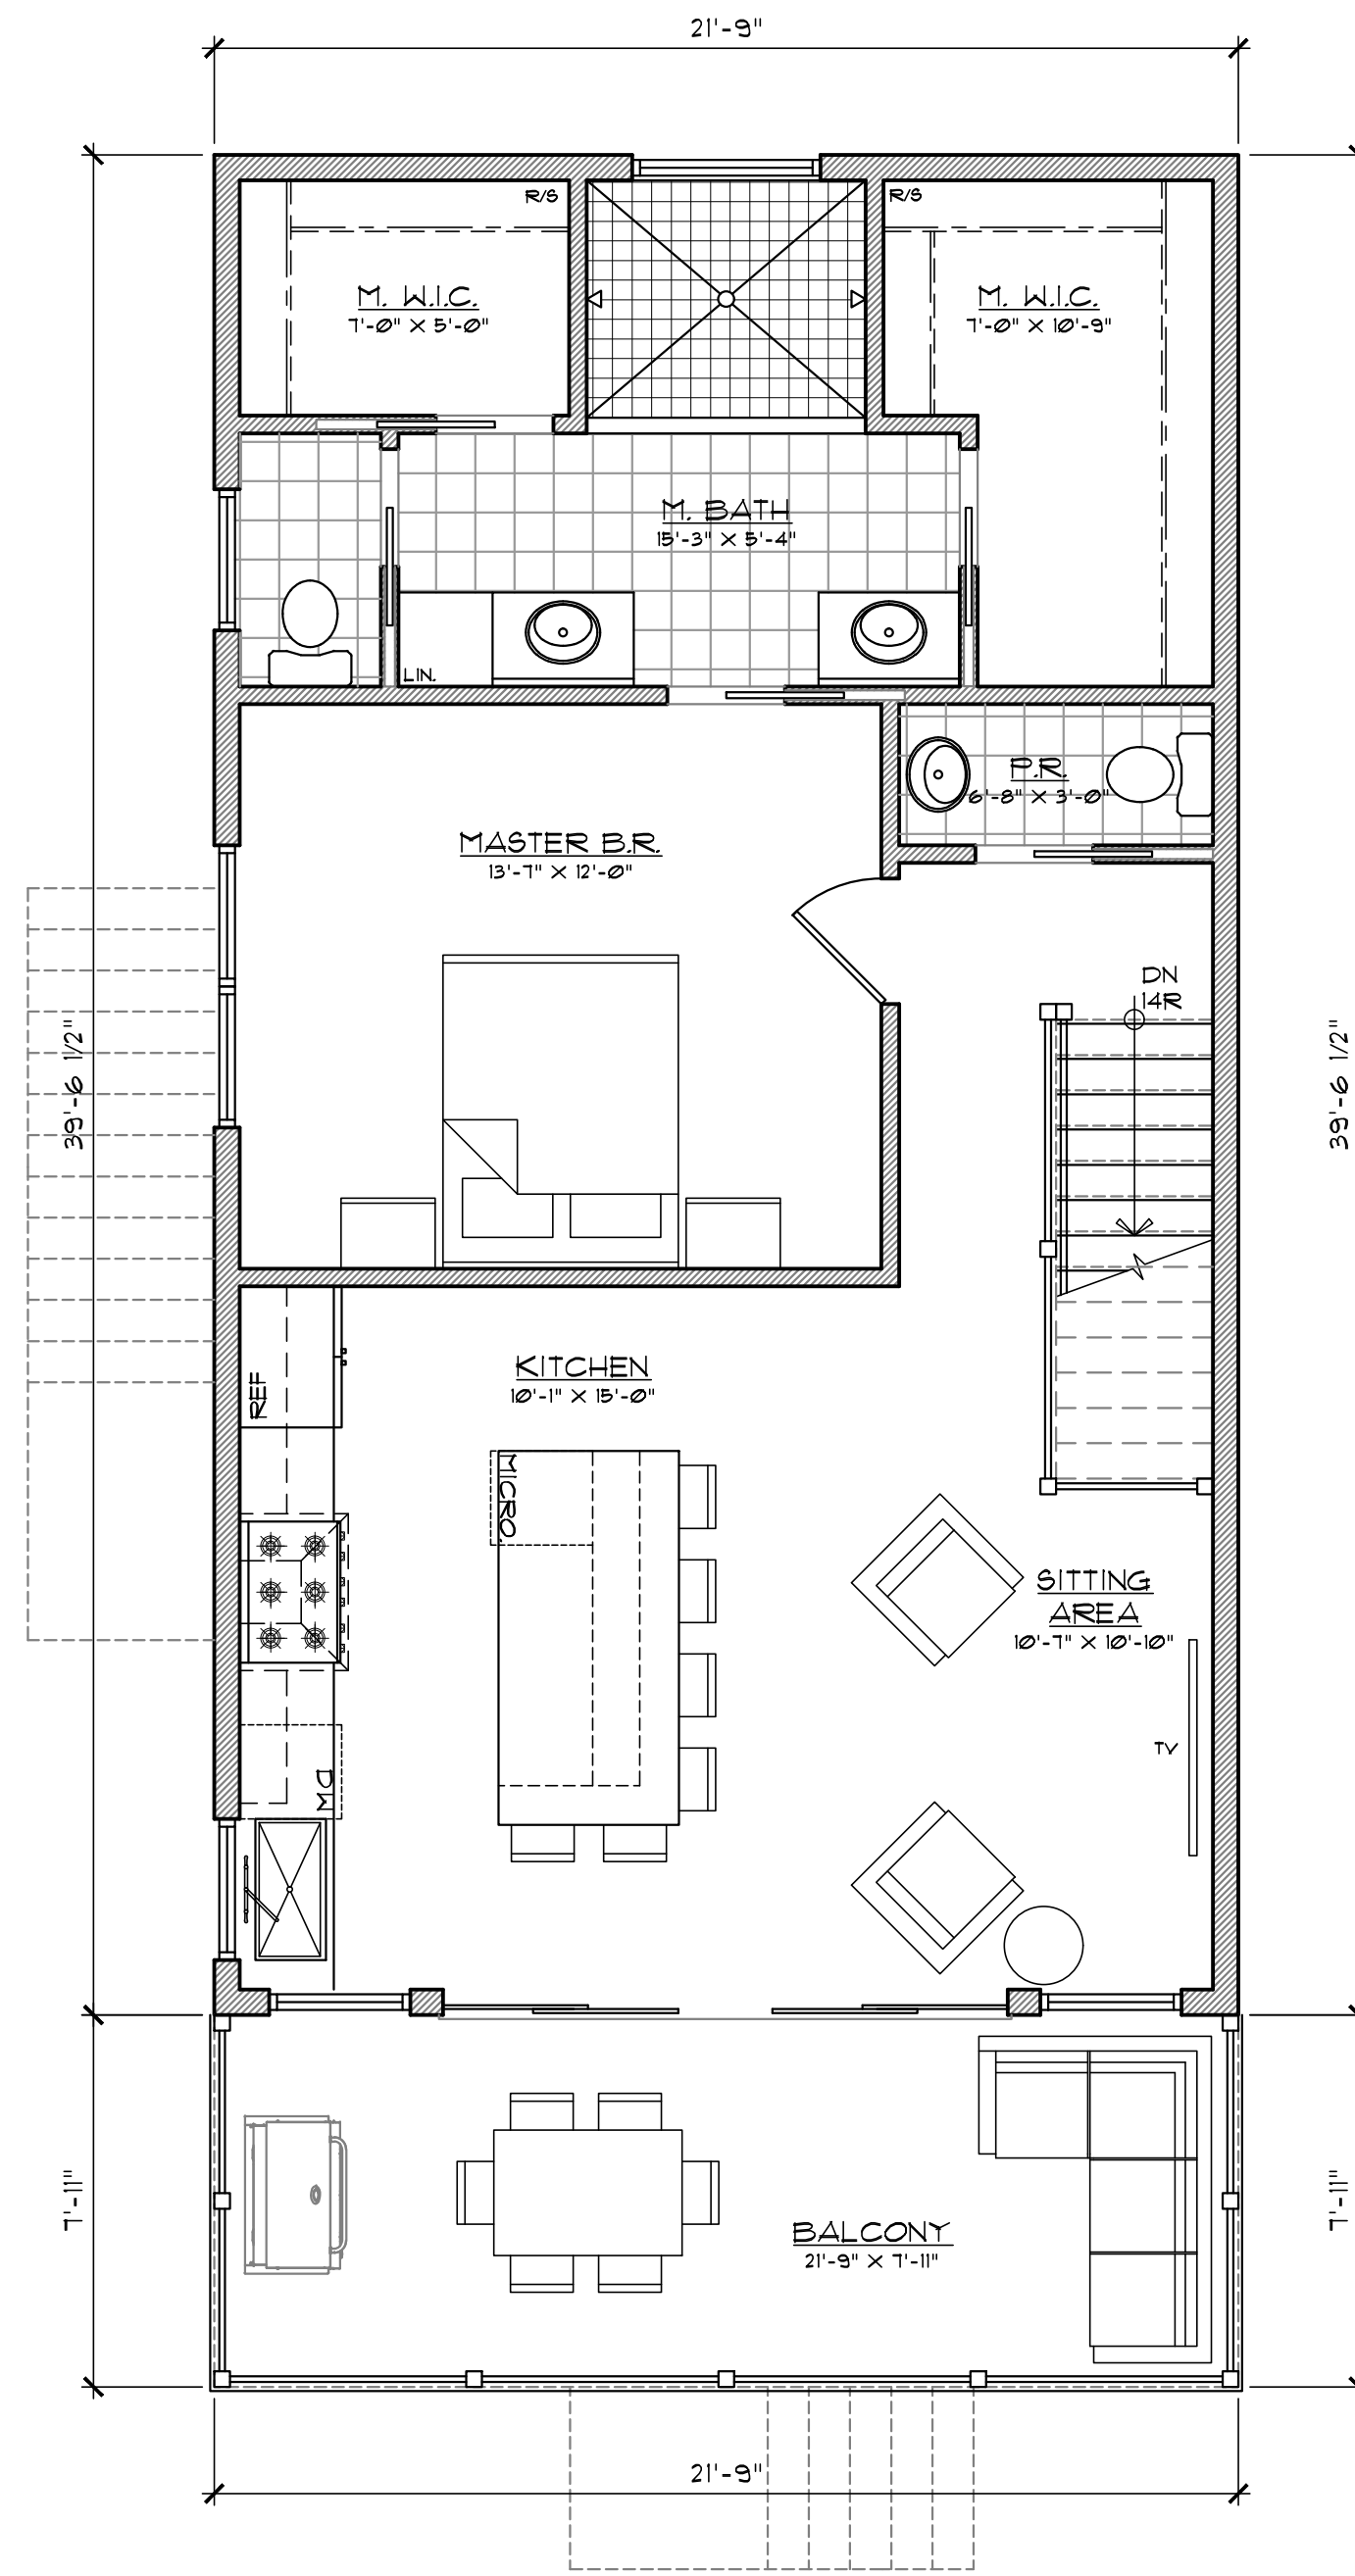 21'-9"
R/S
R/S
M. W.I.C.
7'-0" X 5'-0"
M. W.I.C.
7'-0" X 10'-9"
M. BATH
15'-3" X 5'-4"
LIN.
P.R.
6'-8" X 3'-0"
MASTER B.R.
13'-7" X 12'-0"
DN
14R
39'-6 1/2"
39'-6 1/2"
KITCHEN
10'-1" X 15'-0"
REF
MICRO.
SITTING
AREA
10'-7" X 10'-10"
TV
DW
7'-11"
7'-11"
BALCONY
21'-9" X 7'-11"
21'-9"